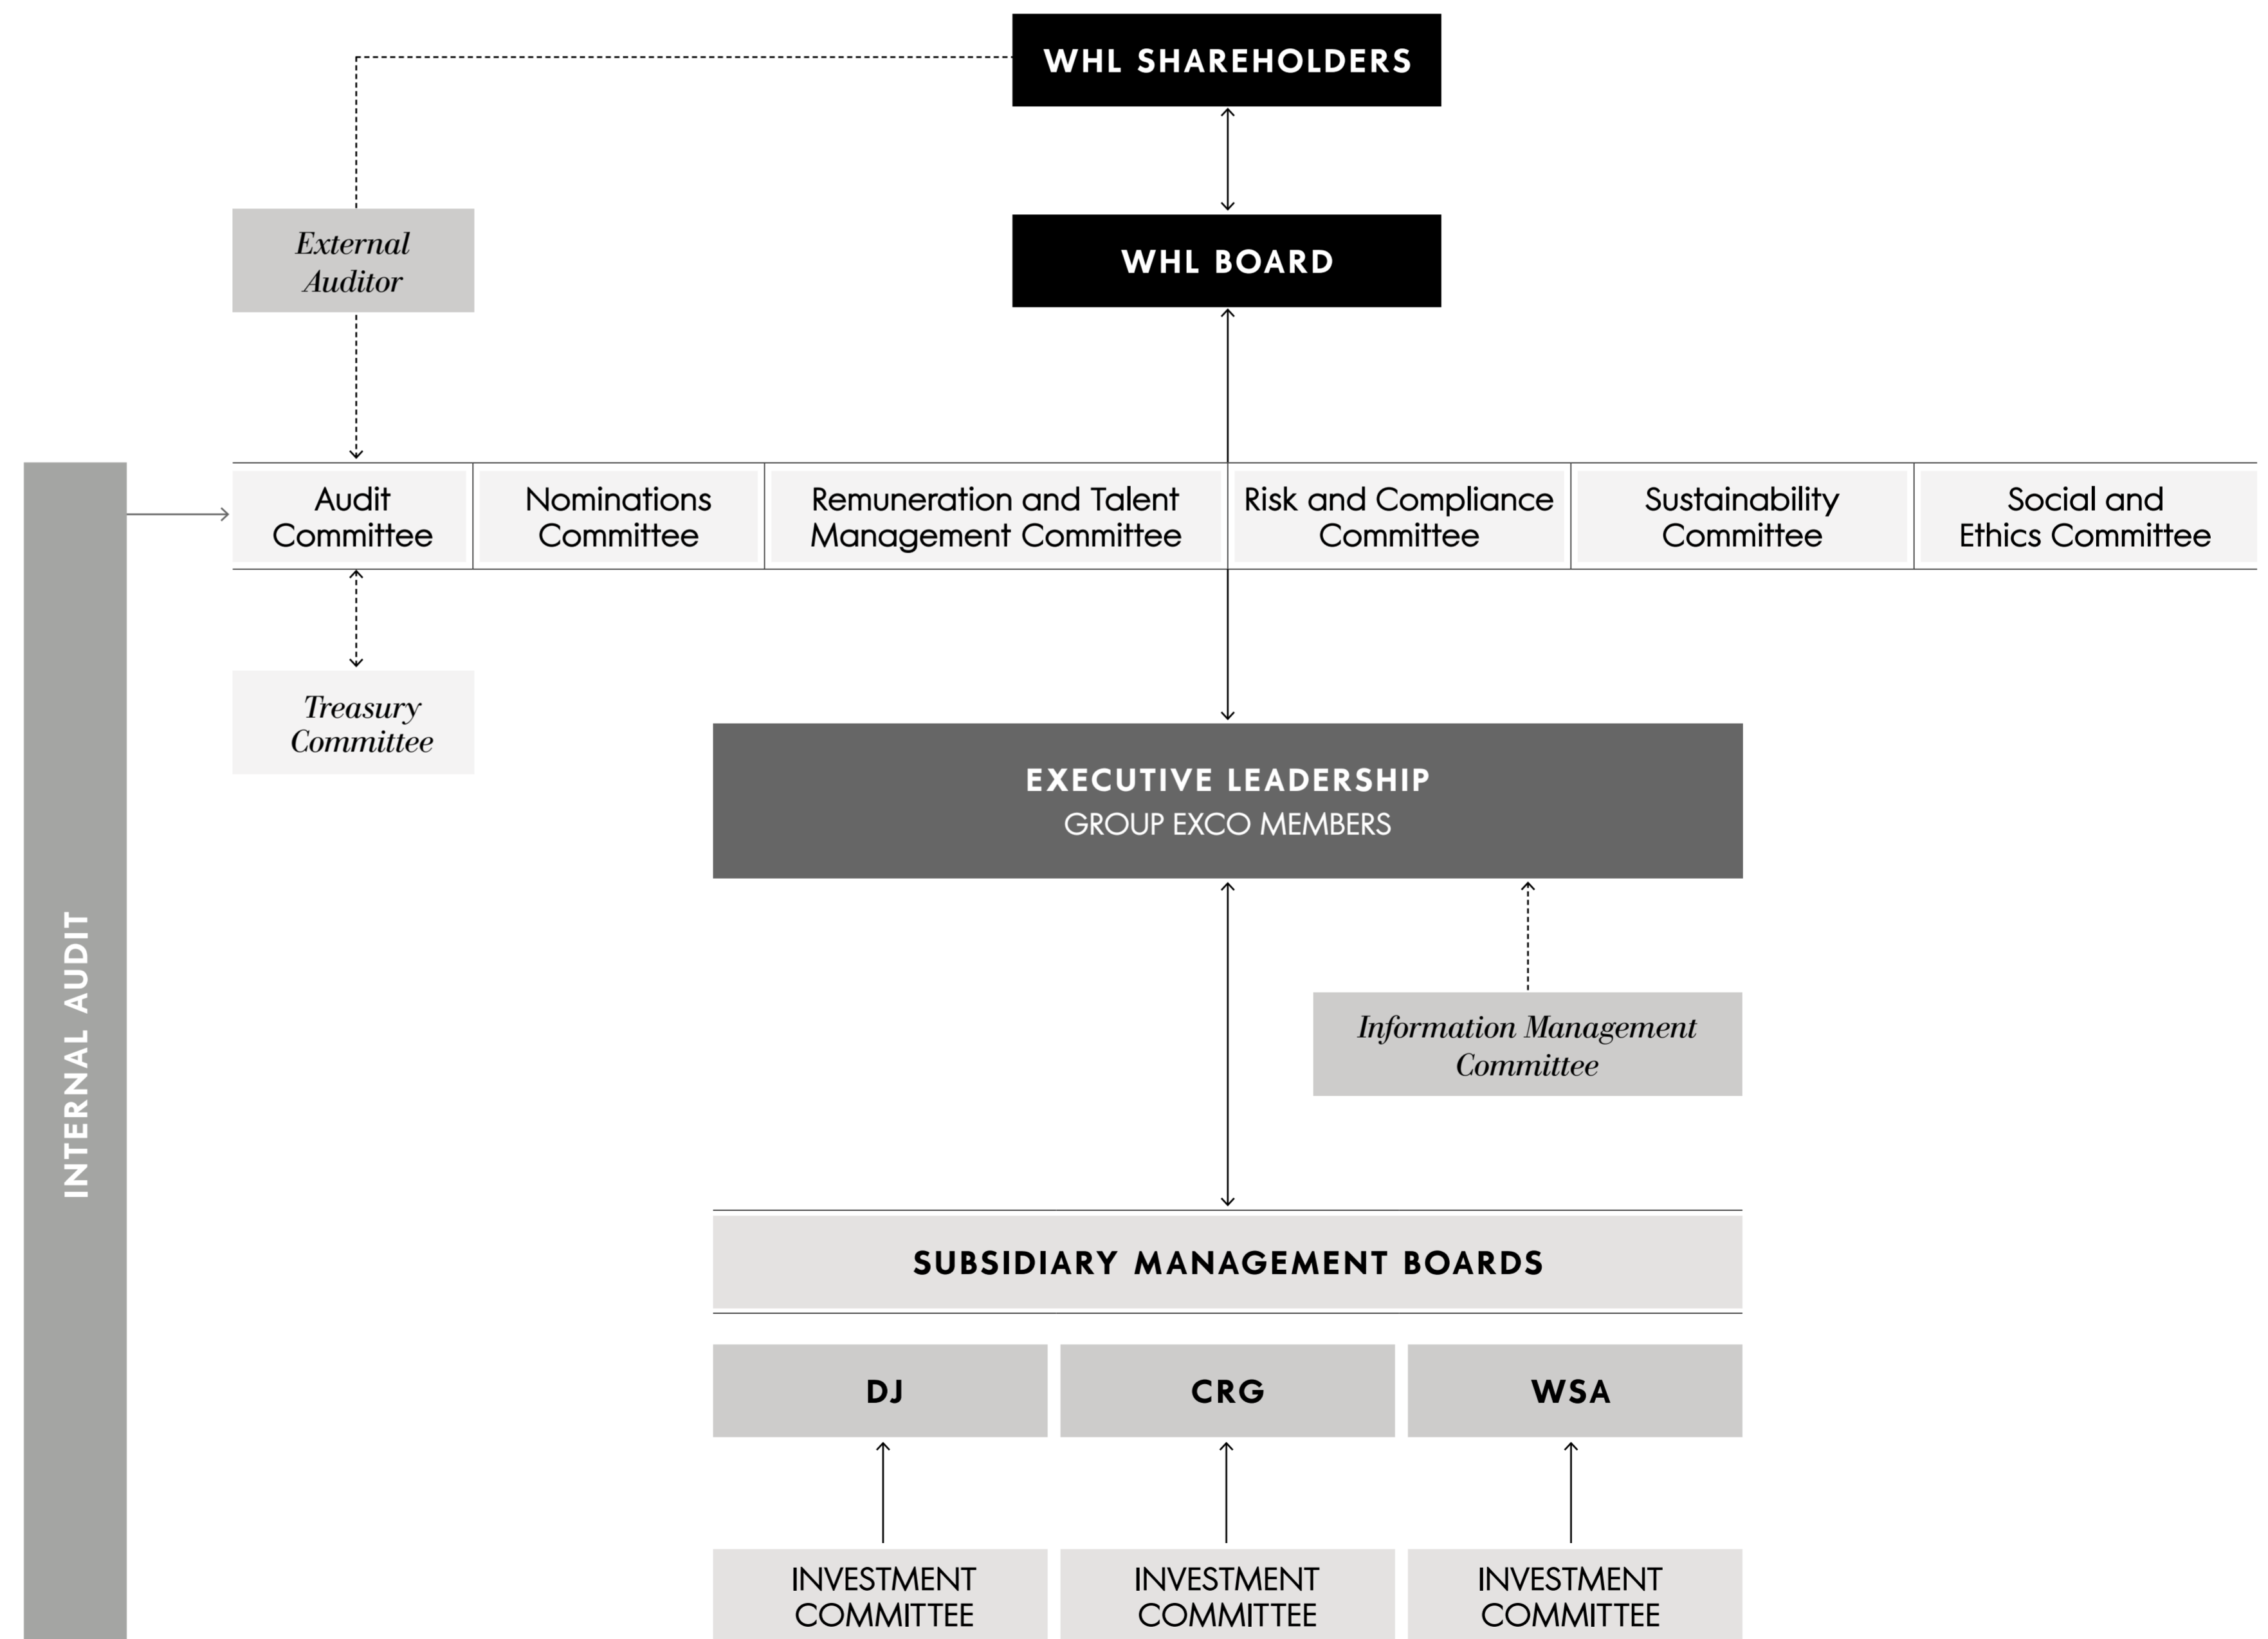 WHL SHAREHOLDERS
External
Auditor
WHL BOARD
Audit
Committee
Nominations
Committee
Remuneration and Talent
Management Committee
Risk and Compliance
Committee
Sustainability
Committee
Social and
Ethics Committee
Treasury
Committee
EXECUTIVE LEADERSHIP
GROUP EXCO MEMBERS
INTERNAL AUDIT
Information Management
Committee
SUBSIDIARY MANAGEMENT BOARDS
DJ
CRG
WSA
INVESTMENT
COMMITTEE
INVESTMENT
COMMITTEE
INVESTMENT
COMMITTEE